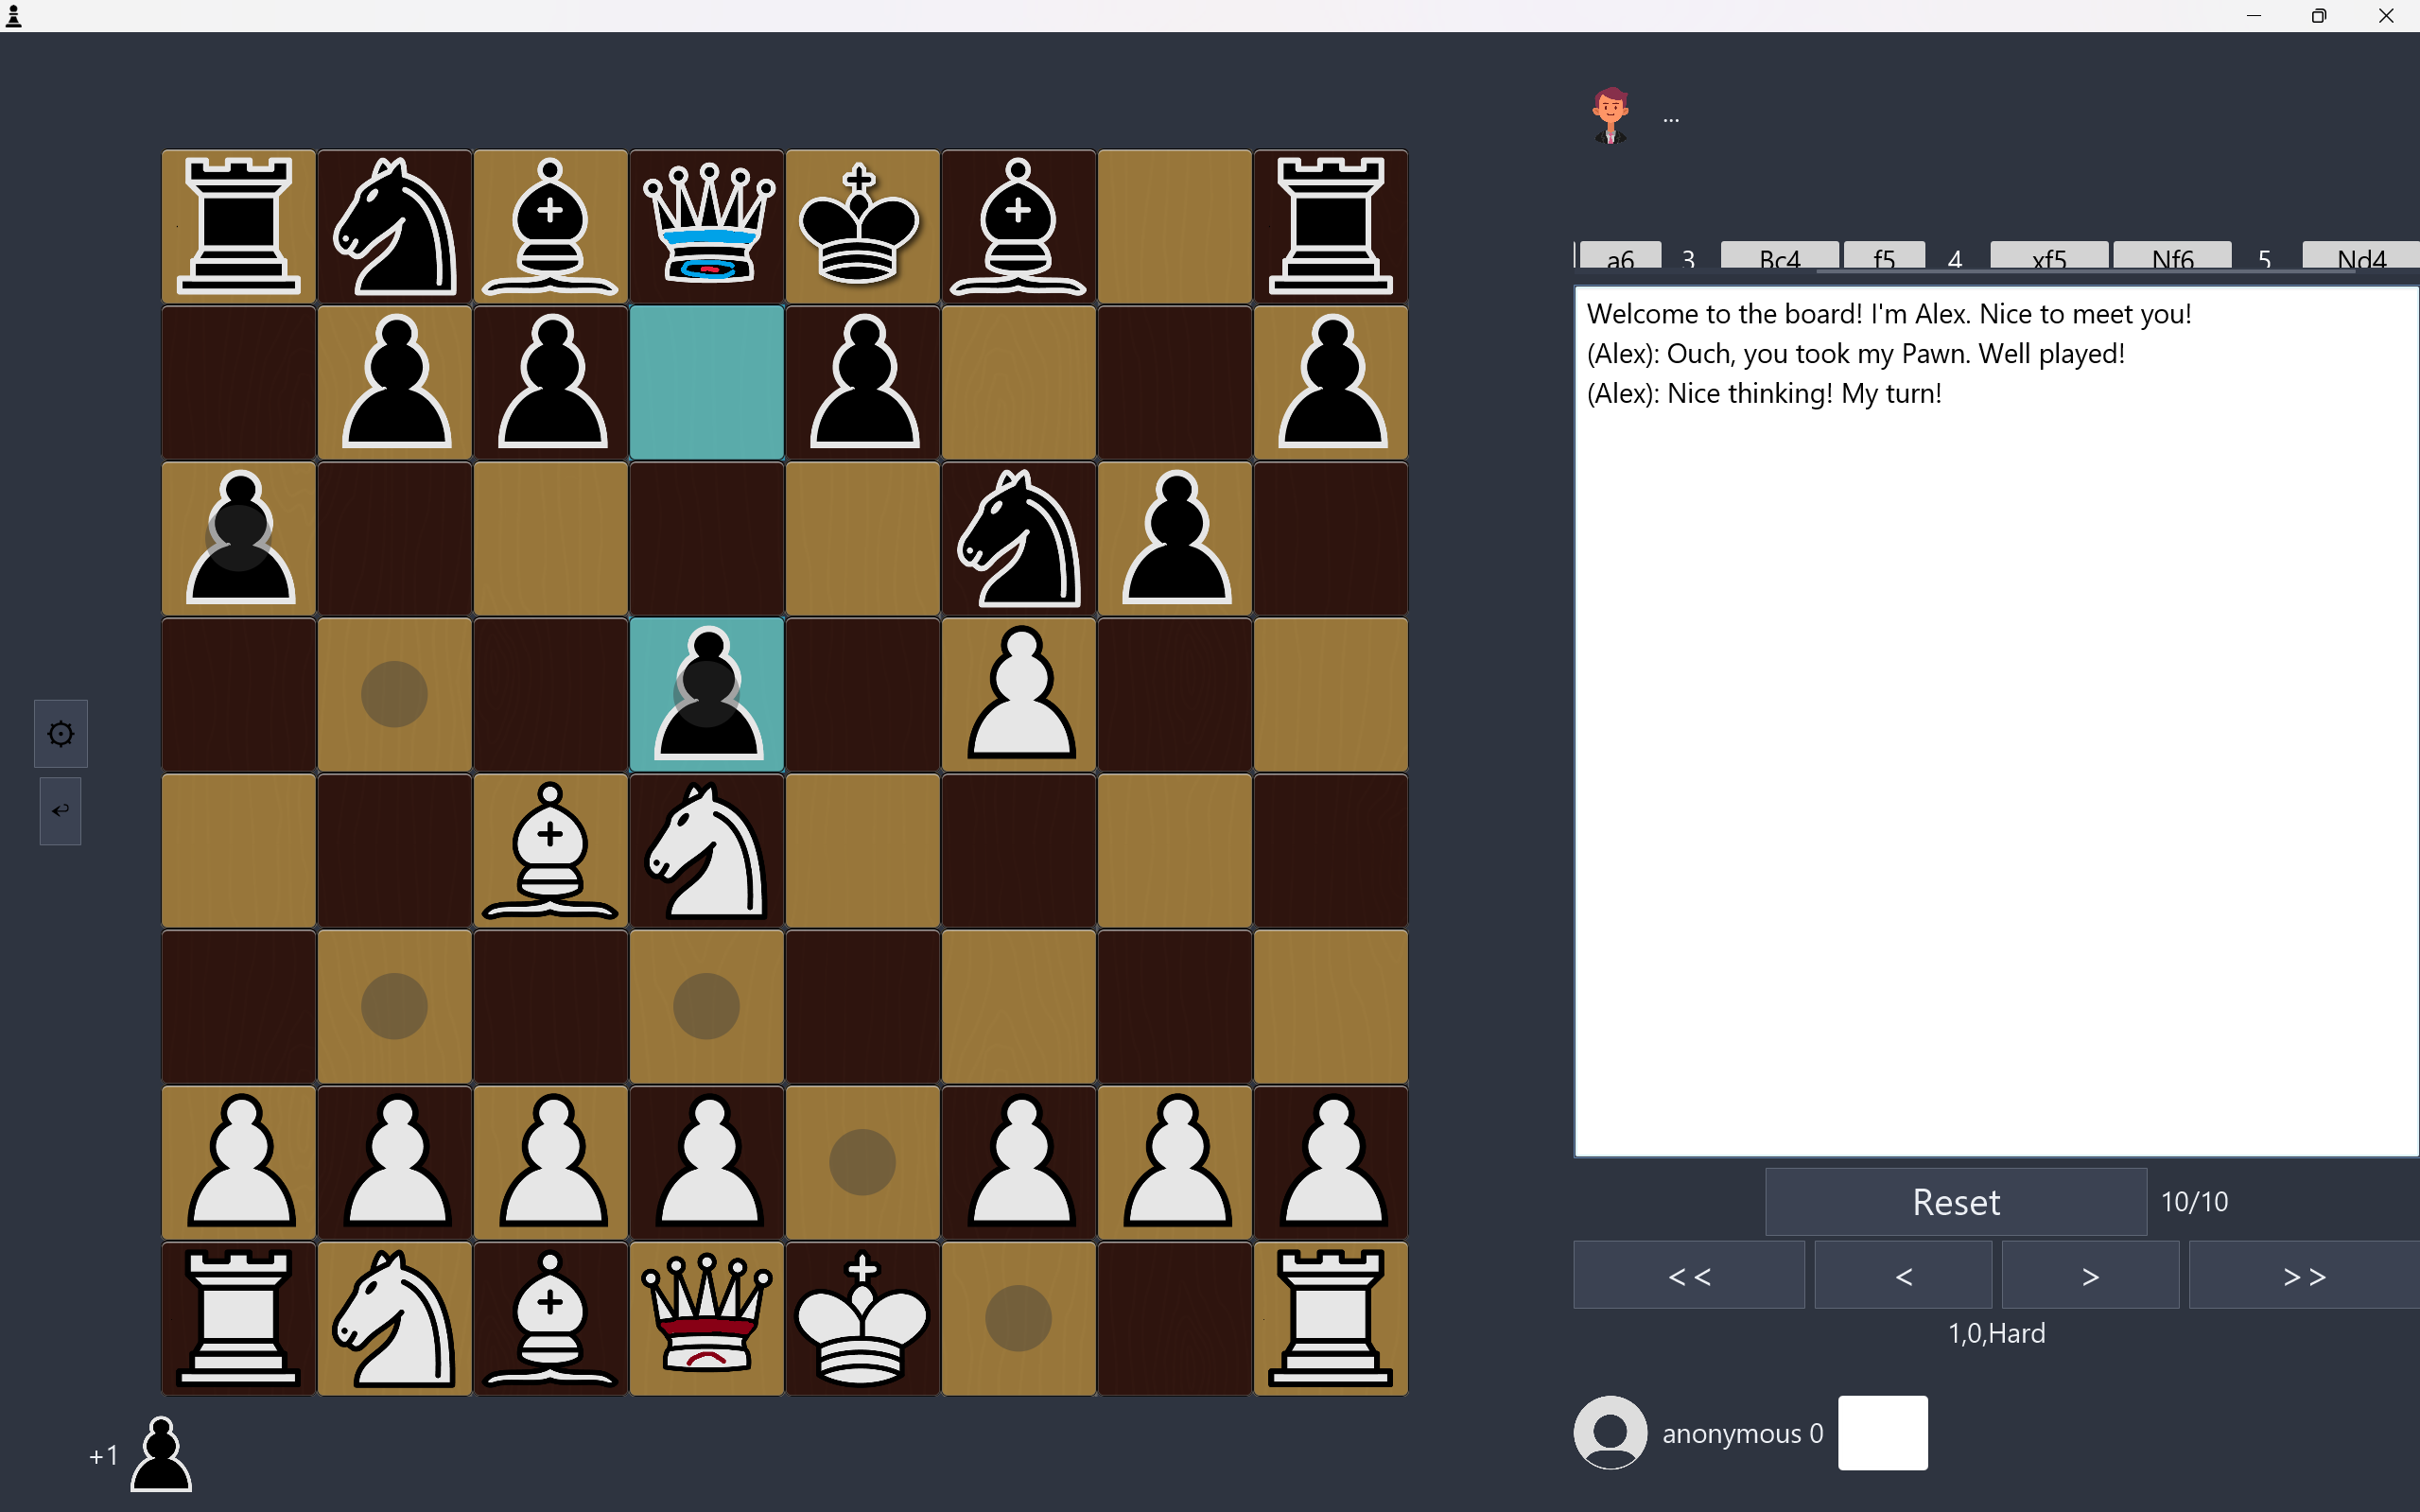 ...
a6 3 Bc4 f5 4 xf5 Nf6 5 Nd4
Welcome to the board! I'm Alex. Nice to meet you!
(Alex): Ouch, you took my Pawn. Well played!
(Alex): Nice thinking! My turn!
Reset 10/10
<< < > >>
1,0,Hard
anonymous 0
+1